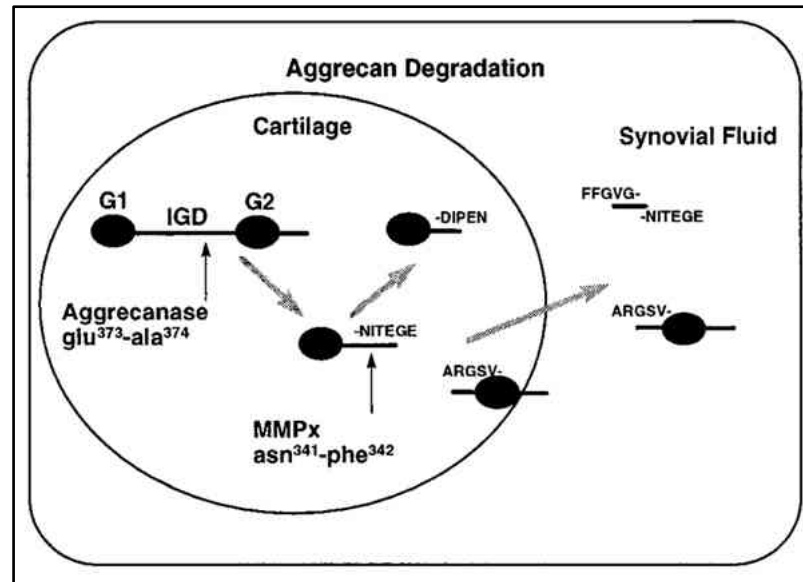 Aggrecan Degradation
Cartilage
Synovial Fluid
G1
IGD
G2
-DIPEN
FFGVG-
-NITEGE
Aggrecanase
glu³⁷³-ala³⁷⁴
-NITEGE
ARGSV-
ARGSV-
MMPx
asn³⁴¹-phe³⁴²